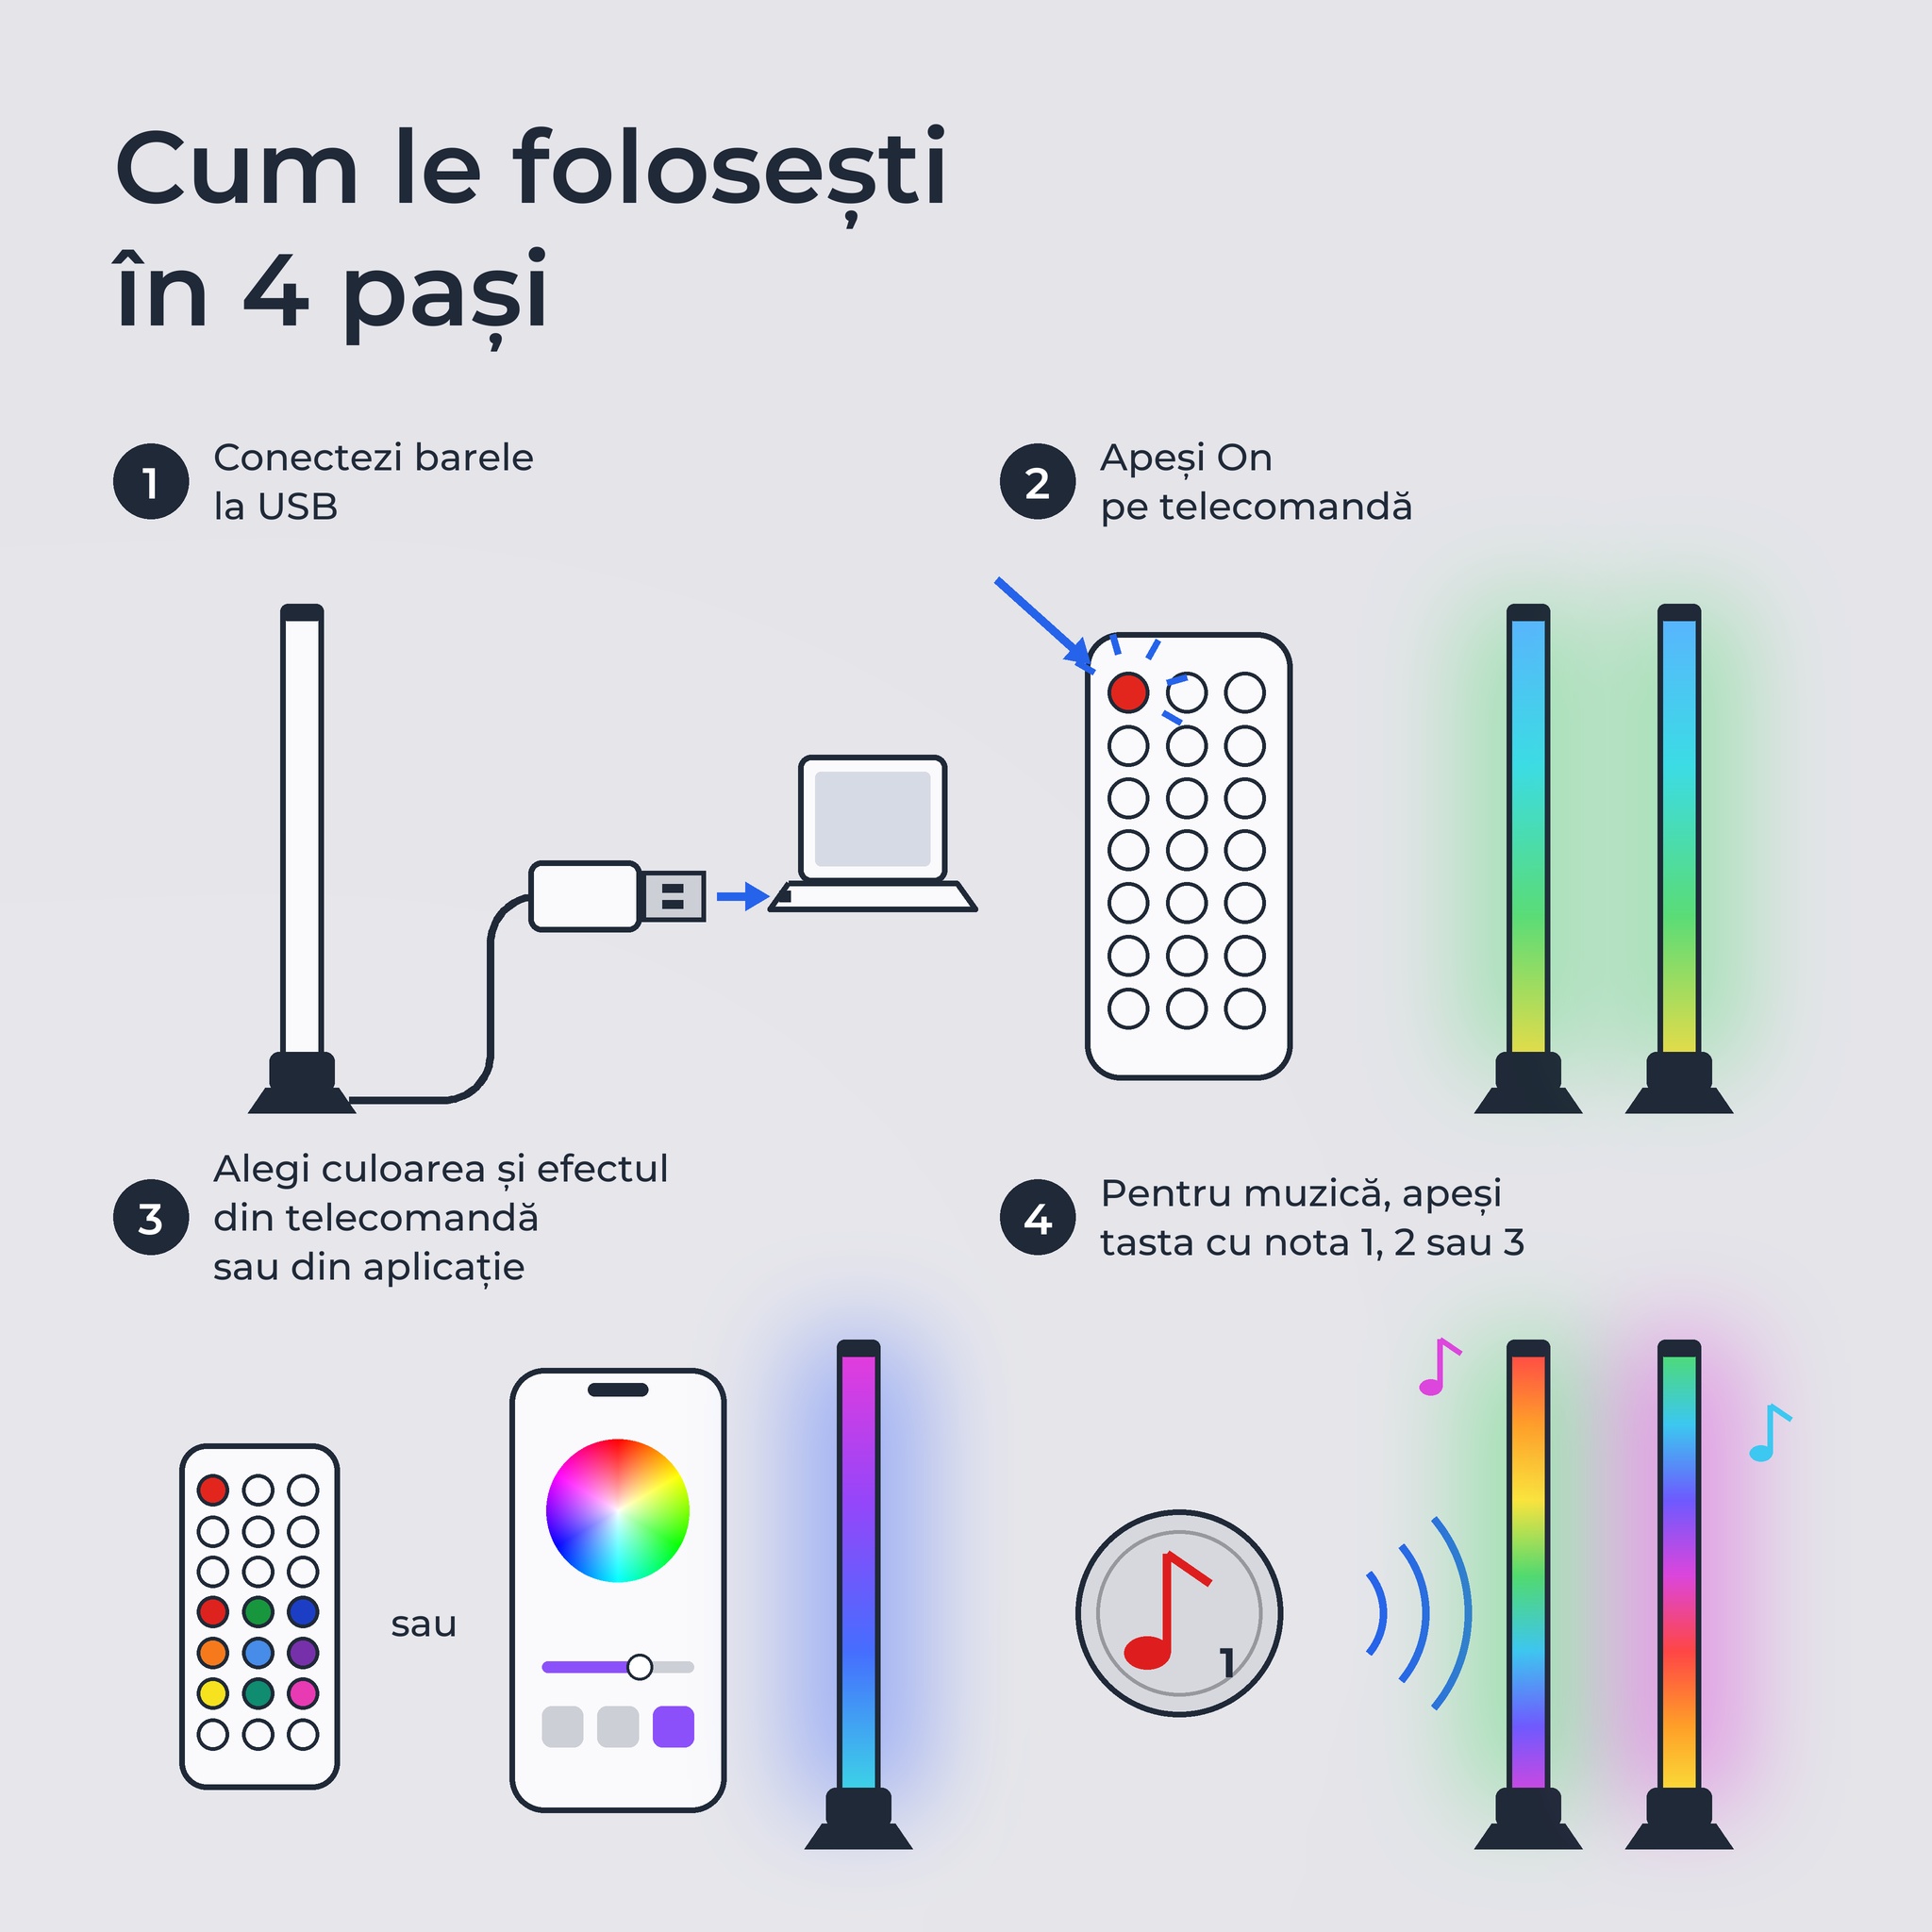 Cum le folosești
în 4 pași
1
Conectezi barele
la USB
2
Apeși On
pe telecomandă
3
Alegi culoarea și efectul
din telecomandă
sau din aplicație
sau
4
Pentru muzică, apeși
tasta cu nota 1, 2 sau 3
1